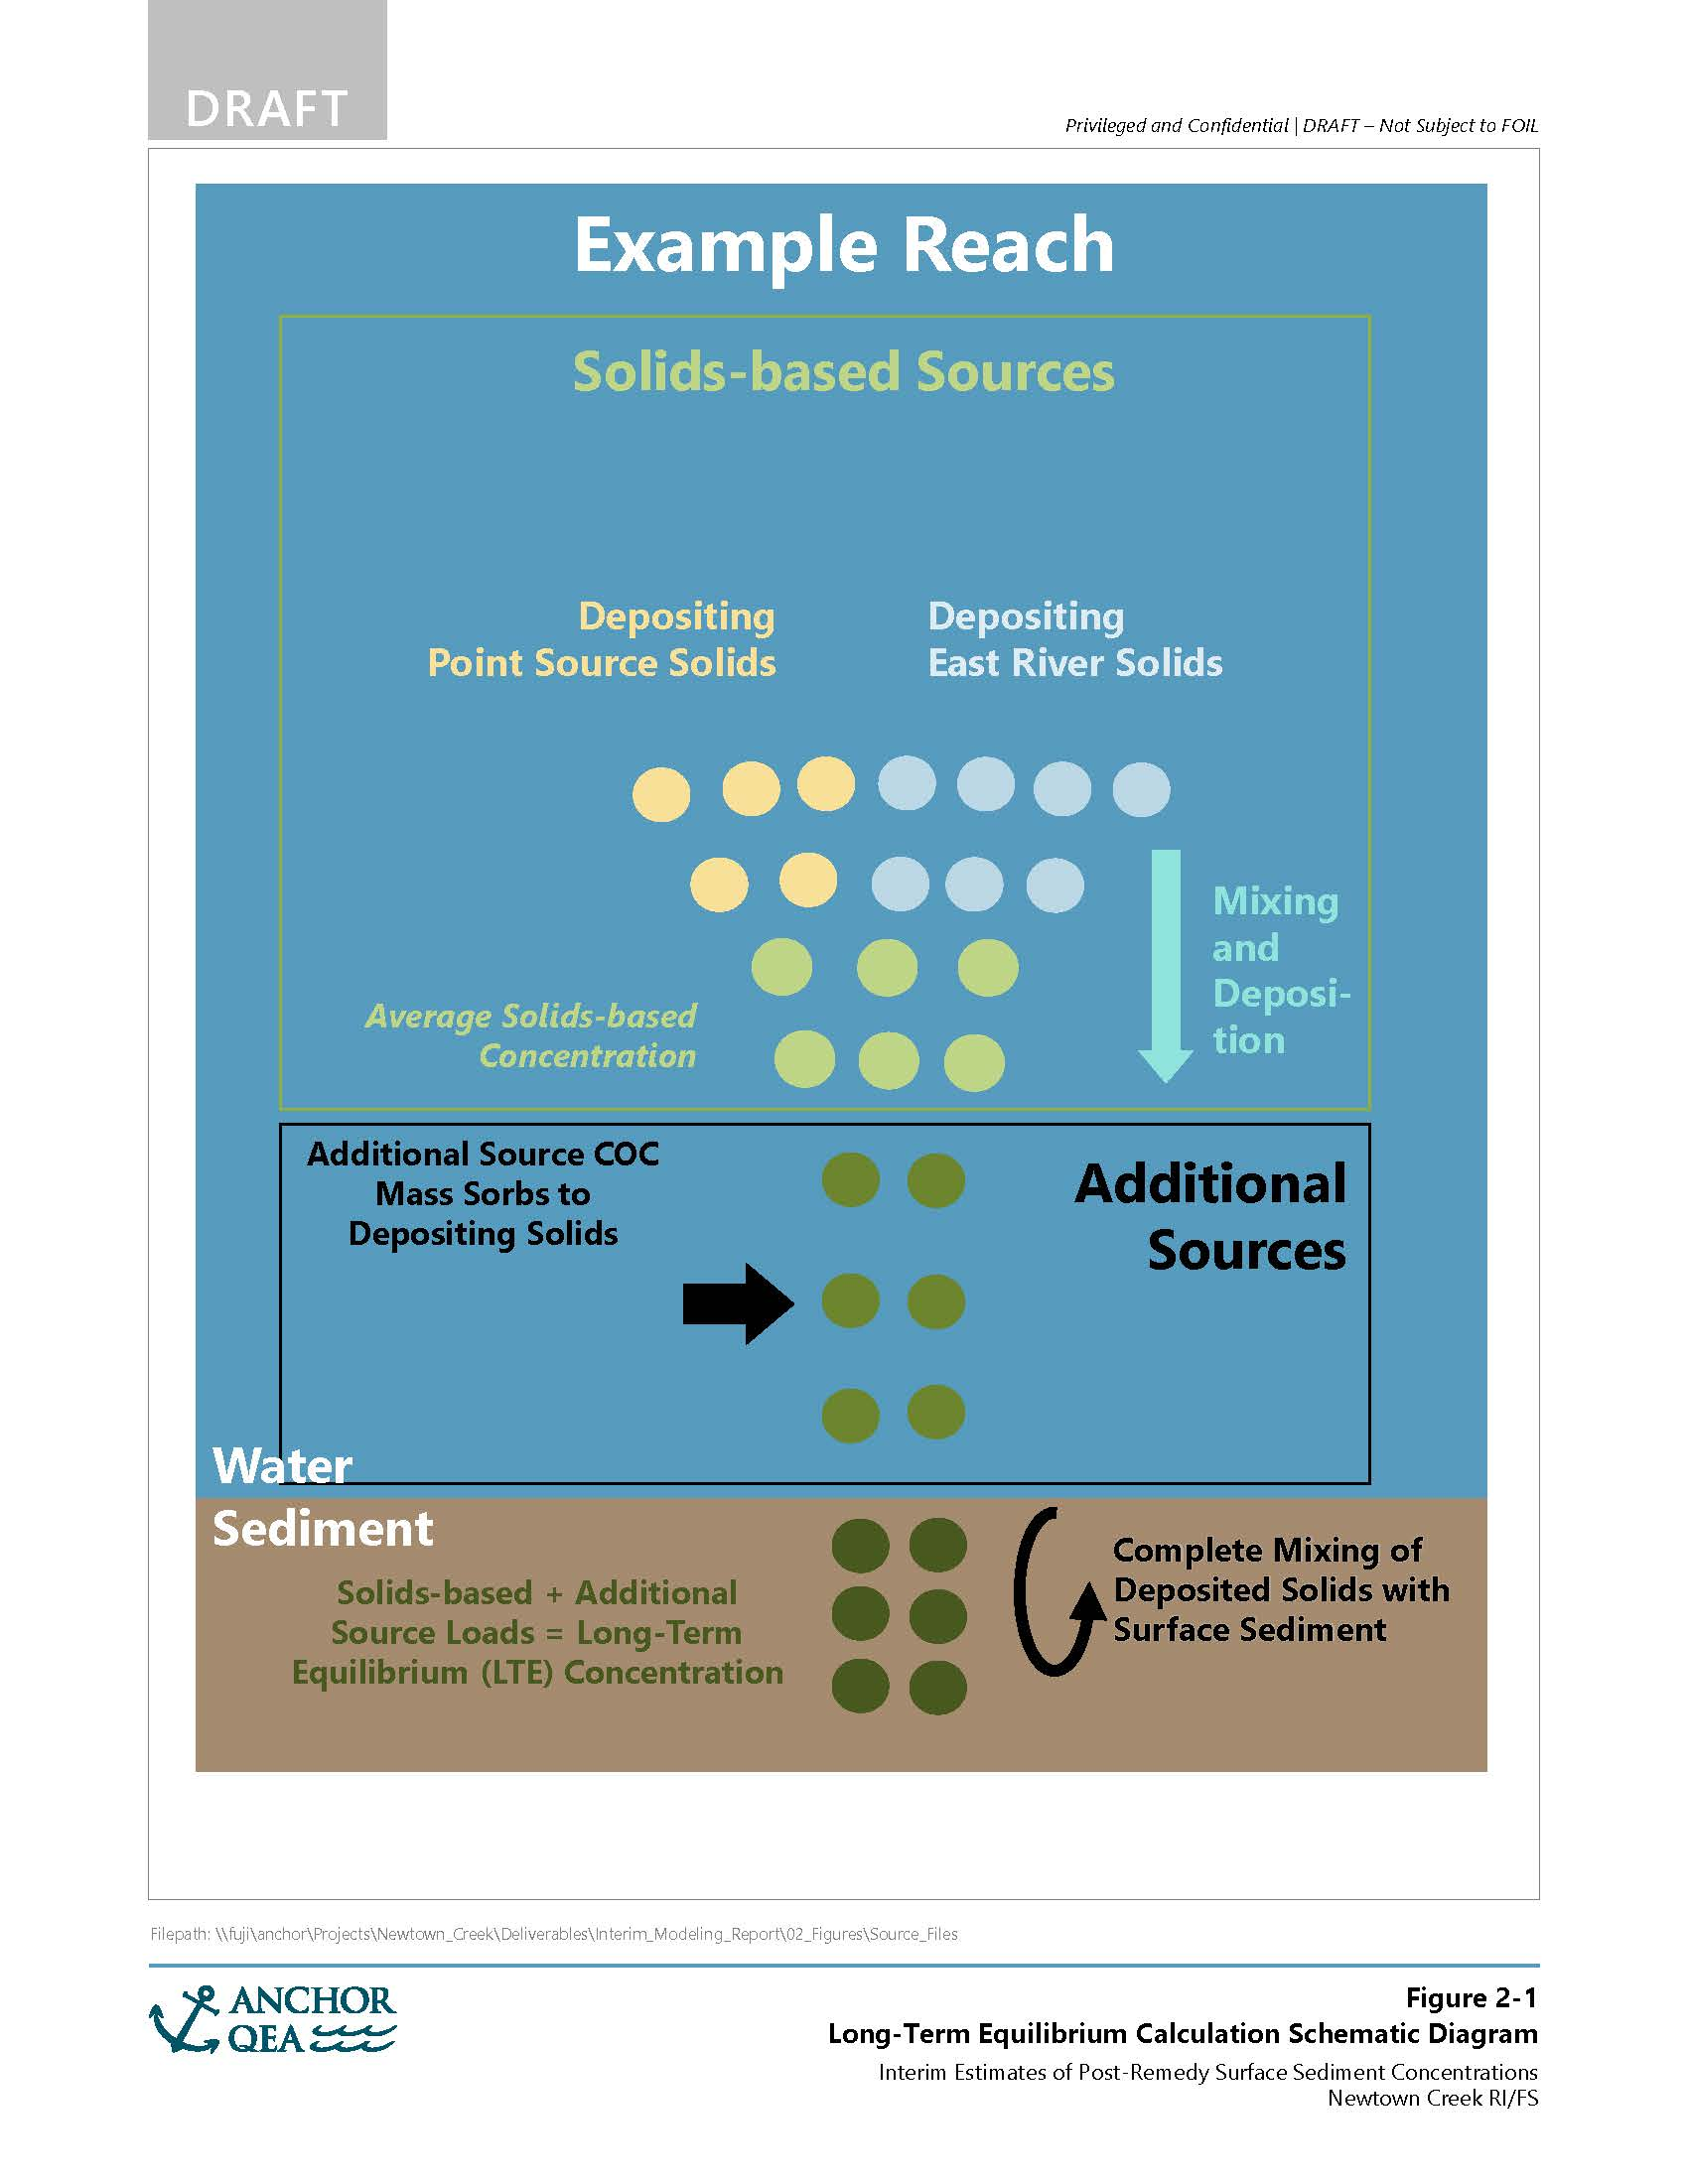 DRAFT
Privileged and Confidential | DRAFT – Not Subject to FOIL
Example Reach
Solids-based Sources
Depositing
Point Source Solids
Depositing
East River Solids
Mixing
and
Deposi-
tion
Average Solids-based
Concentration
Additional Source COC
Mass Sorbs to
Depositing Solids
Additional
Sources
Water
Sediment
Solids-based + Additional
Source Loads = Long-Term
Equilibrium (LTE) Concentration
Complete Mixing of
Deposited Solids with
Surface Sediment
Filepath: \\fuji\anchor\Projects\Newtown_Creek\Deliverables\Interim_Modeling_Report\02_Figures\Source_Files
ANCHOR
QEA
Figure 2-1
Long-Term Equilibrium Calculation Schematic Diagram
Interim Estimates of Post-Remedy Surface Sediment Concentrations
Newtown Creek RI/FS